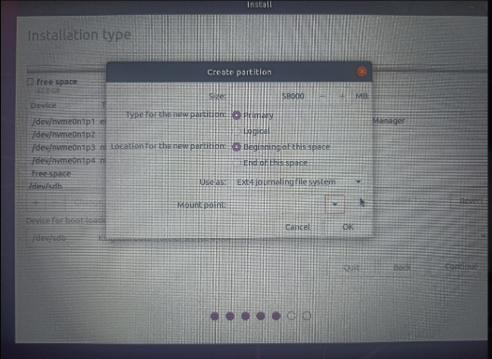 Install
Installation type
Create partition
free space
Size: 58000 − + MB
Device
Type for the new partition: Primary
Logical
/dev/nvme0n1p1 Manager
/dev/nvme0n1p2
/dev/nvme0n1p3 Location for the new partition: Beginning of this space
/dev/nvme0n1p4 End of this space
free space
Use as: Ext4 journaling file system
/dev/sdb
Mount point:
+ Change Revert
Device for boot loader
Cancel OK
/dev/sdb
Quit Back Continue